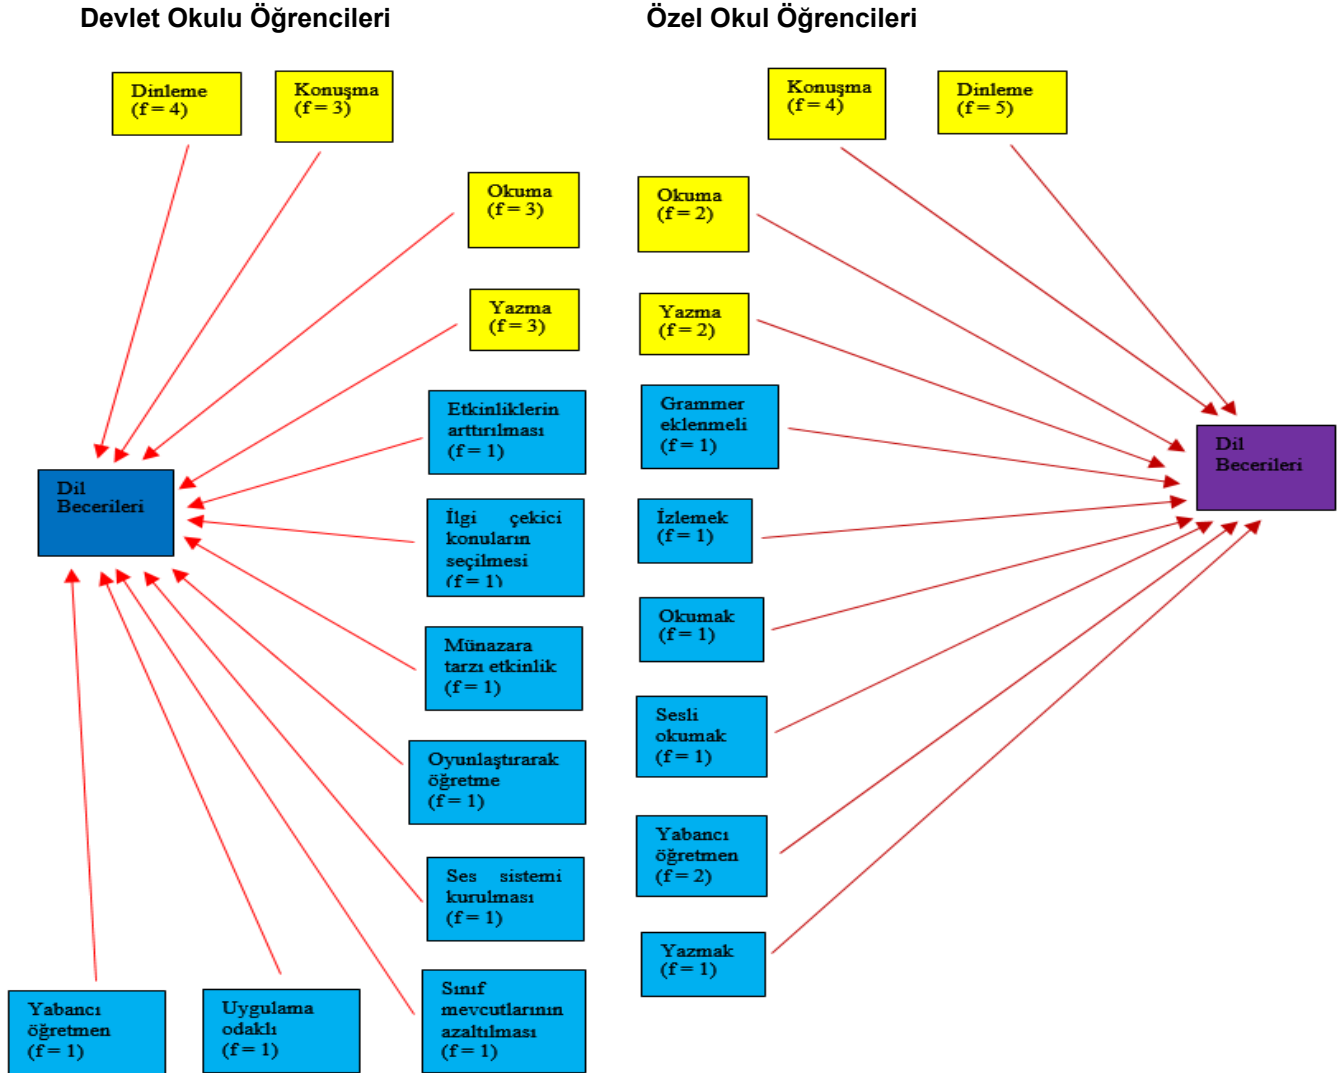 Devlet Okulu Öğrencileri
Dinleme
(f = 4)
Konuşma
(f = 3)
Okuma
(f = 3)
Yazma
(f = 3)
Etkinliklerin
arttırılması
(f = 1)
İlgi çekici
konuların
seçilmesi
(f = 1)
Münazara
tarzı etkinlik
(f = 1)
Oyunlaştırarak
öğretme
(f = 1)
Ses sistemi
kurulması
(f = 1)
Sınıf
mevcutlarının
azaltılması
(f = 1)
Uygulama
odaklı
(f = 1)
Yabancı
öğretmen
(f = 1)
Dil
Becerileri
Özel Okul Öğrencileri
Konuşma
(f = 4)
Dinleme
(f = 5)
Okuma
(f = 2)
Yazma
(f = 2)
Grammer
eklenmeli
(f = 1)
İzlemek
(f = 1)
Okumak
(f = 1)
Sesli
okumak
(f = 1)
Yabancı
öğretmen
(f = 2)
Yazmak
(f = 1)
Dil
Becerileri